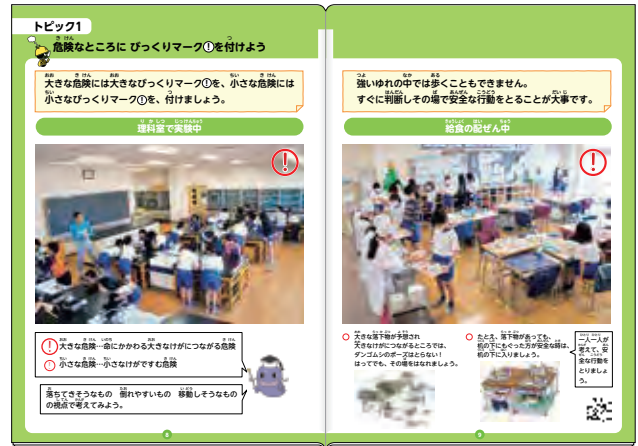 トピック1
危険なところに びっくりマーク!を付けよう
大きな危険には大きなびっくりマーク!を、小さな危険には
小さなびっくりマーク!を、付けましょう。
理科室で実験中
大きな危険…命にかかわる大きなけがにつながる危険
小さな危険…小さなけがですむ危険
落ちてきそうなもの 倒れやすいもの 移動しそうなもの
の視点で考えてみよう。
8
強いゆれの中では歩くこともできません。
すぐに判断しその場で安全な行動をとることが大事です。
給食の配ぜん中
大きな落下物が予想され
大きなけがにつながるところでは、
ダンゴムシのポーズはとらない!
はってでも、その場をはなれましょう。
たとえ、落下物があっても、
机の下にもぐった方が安全な時は、
机の下に入りましょう。
一人一人が
考えて、安
全な行動を
とりましょ
う。
9